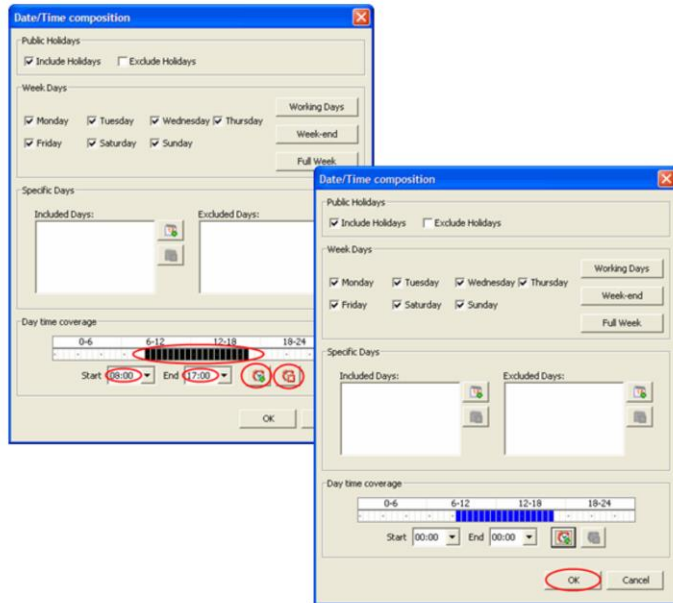 Date/Time composition
Public Holidays
Include Holidays Exclude Holidays
Week Days
Monday Tuesday Wednesday Thursday
Friday Saturday Sunday
Working Days
Week-end
Full Week
Specific Days
Included Days: Excluded Days:
Day time coverage
0-6 6-12 12-18 18-24
Start 08:00 End 17:00
OK
Date/Time composition
Public Holidays
Include Holidays Exclude Holidays
Week Days
Monday Tuesday Wednesday Thursday
Friday Saturday Sunday
Working Days
Week-end
Full Week
Specific Days
Included Days: Excluded Days:
Day time coverage
0-6 6-12 12-18 18-24
Start 00:00 End 00:00
OK Cancel